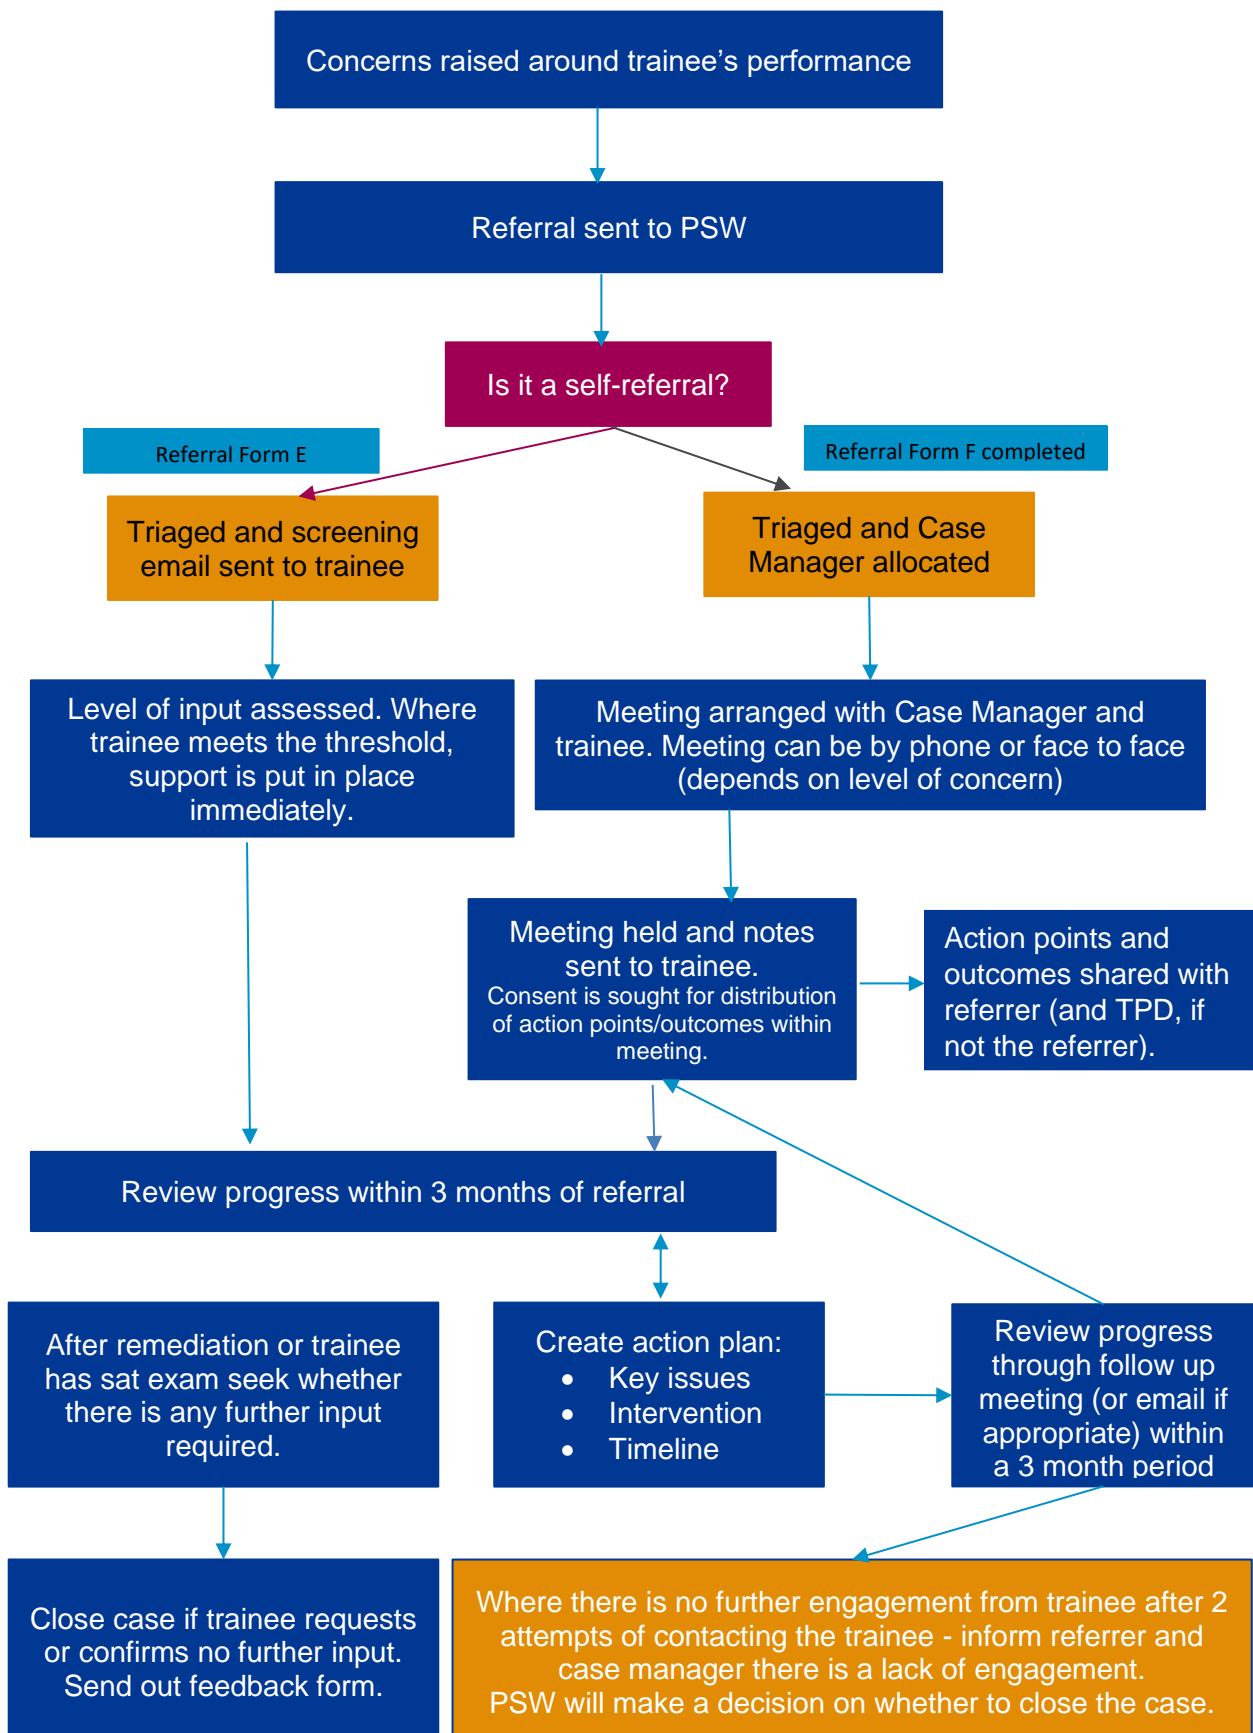 Concerns raised around trainee’s performance
Referral sent to PSW
Is it a self-referral?
Referral Form E
Referral Form F completed
Triaged and screening
email sent to trainee
Triaged and Case
Manager allocated
Level of input assessed. Where
trainee meets the threshold,
support is put in place
immediately.
Meeting arranged with Case Manager and
trainee. Meeting can be by phone or face to face
(depends on level of concern)
Meeting held and notes
sent to trainee.
Consent is sought for distribution
of action points/outcomes within
meeting.
Action points and
outcomes shared with
referrer (and TPD, if
not the referrer).
Review progress within 3 months of referral
After remediation or trainee
has sat exam seek whether
there is any further input
required.
Create action plan:
• Key issues
• Intervention
• Timeline
Review progress
through follow up
meeting (or email if
appropriate) within
a 3 month period
Close case if trainee requests
or confirms no further input.
Send out feedback form.
Where there is no further engagement from trainee after 2
attempts of contacting the trainee - inform referrer and
case manager there is a lack of engagement.
PSW will make a decision on whether to close the case.